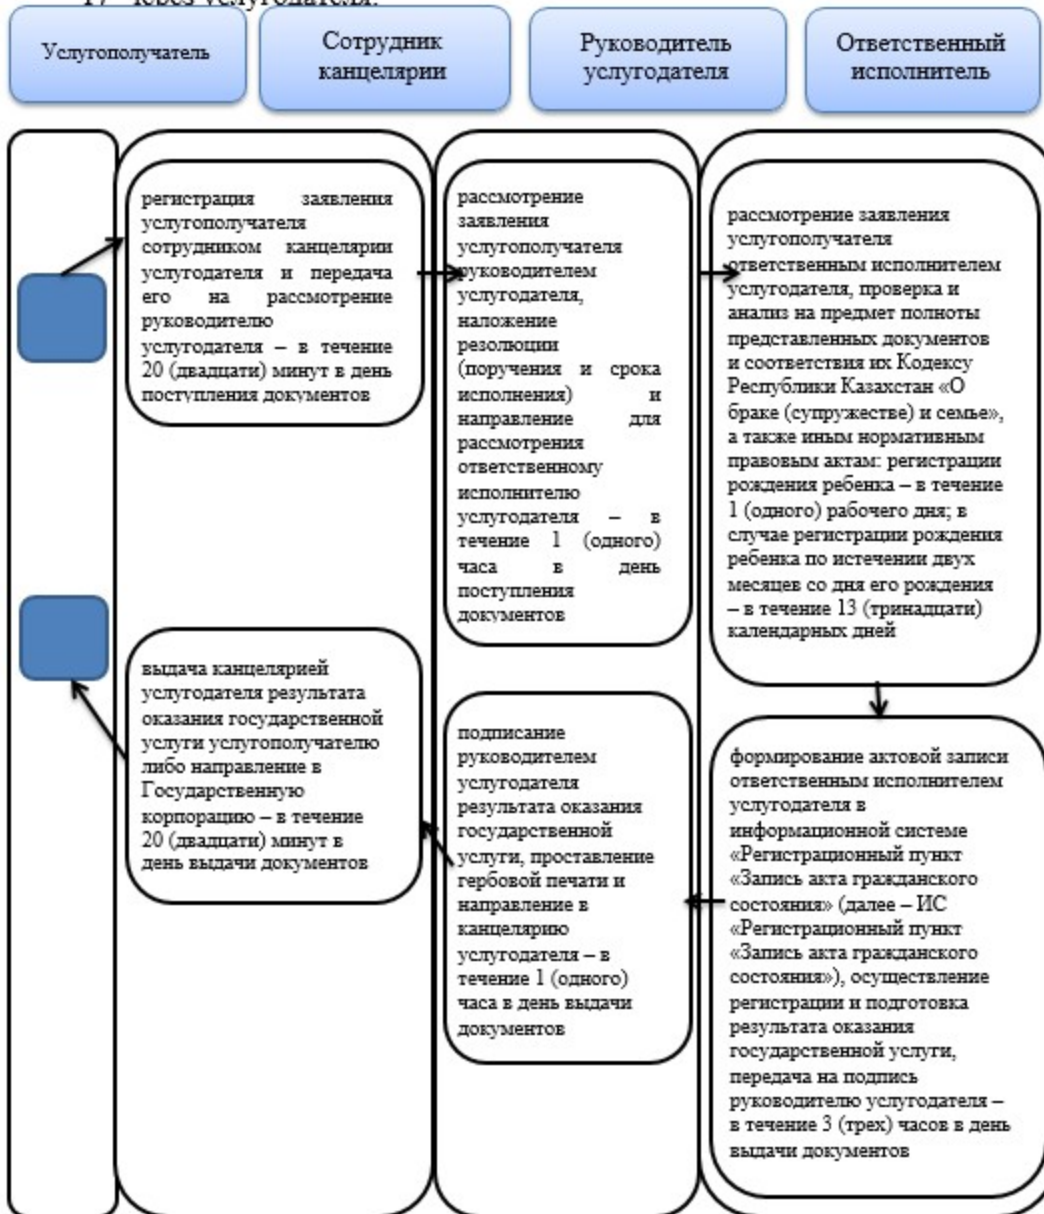 1) Через услугодателя:
Услугополучатель
Сотрудник
канцелярии
Руководитель
услугодателя
Ответственный
исполнитель
регистрация заявления
услугополучателя
сотрудником канцелярии
услугодателя и передача
его на рассмотрение
руководителю
услугодателя – в течение
20 (двадцати) минут в день
поступления документов
рассмотрение
заявления
услугополучателя
руководителем
услугодателя,
наложение
резолюции
(поручения и срока
исполнения) и
направление для
рассмотрения
ответственному
исполнителю
услугодателя – в
течение 1 (одного)
часа в день
поступления
документов
рассмотрение заявления
услугополучателя
ответственным исполнителем
услугодателя, проверка и
анализ на предмет полноты
представленных документов
и соответствия их Кодексу
Республики Казахстан «О
браке (супружестве) и семье»,
а также иным нормативным
правовым актам: регистрации
рождения ребенка – в течение
1 (одного) рабочего дня; в
случае регистрации рождения
ребенка по истечении двух
месяцев со дня его рождения
– в течение 13 (тринадцати)
календарных дней
формирование актовой записи
ответственным исполнителем
услугодателя в
информационной системе
«Регистрационный пункт
«Запись акта гражданского
состояния» (далее – ИС
«Регистрационный пункт
«Запись акта гражданского
состояния»), осуществление
регистрации и подготовка
результата оказания
государственной услуги,
передача на подпись
руководителю услугодателя –
в течение 3 (трех) часов в день
выдачи документов
подписание
руководителем
услугодателя
результата оказания
государственной
услуги, проставление
гербовой печати и
направление в
канцелярию
услугодателя – в
течение 1 (одного)
часа в день выдачи
документов
выдача канцелярией
услугодателя результата
оказания государственной
услуги услугополучателю
либо направление в
Государственную
корпорацию – в течение
20 (двадцати) минут в
день выдачи документов